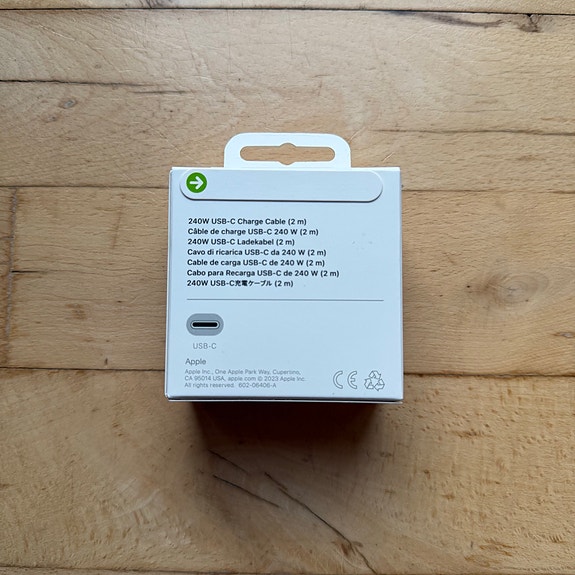 240W USB-C Charge Cable (2 m)
Câble de charge USB-C 240 W (2 m)
240W USB-C Ladekabel (2 m)
Cavo di ricarica USB-C da 240 W (2 m)
Cable de carga USB-C de 240 W (2 m)
Cabo para Recarga USB-C de 240 W (2 m)
240W USB-C充電ケーブル (2 m)
USB-C
Apple
Apple Inc., One Apple Park Way, Cupertino,
CA 95014 USA, apple.com © 2023 Apple Inc.
All rights reserved. 602-06406-A
CE